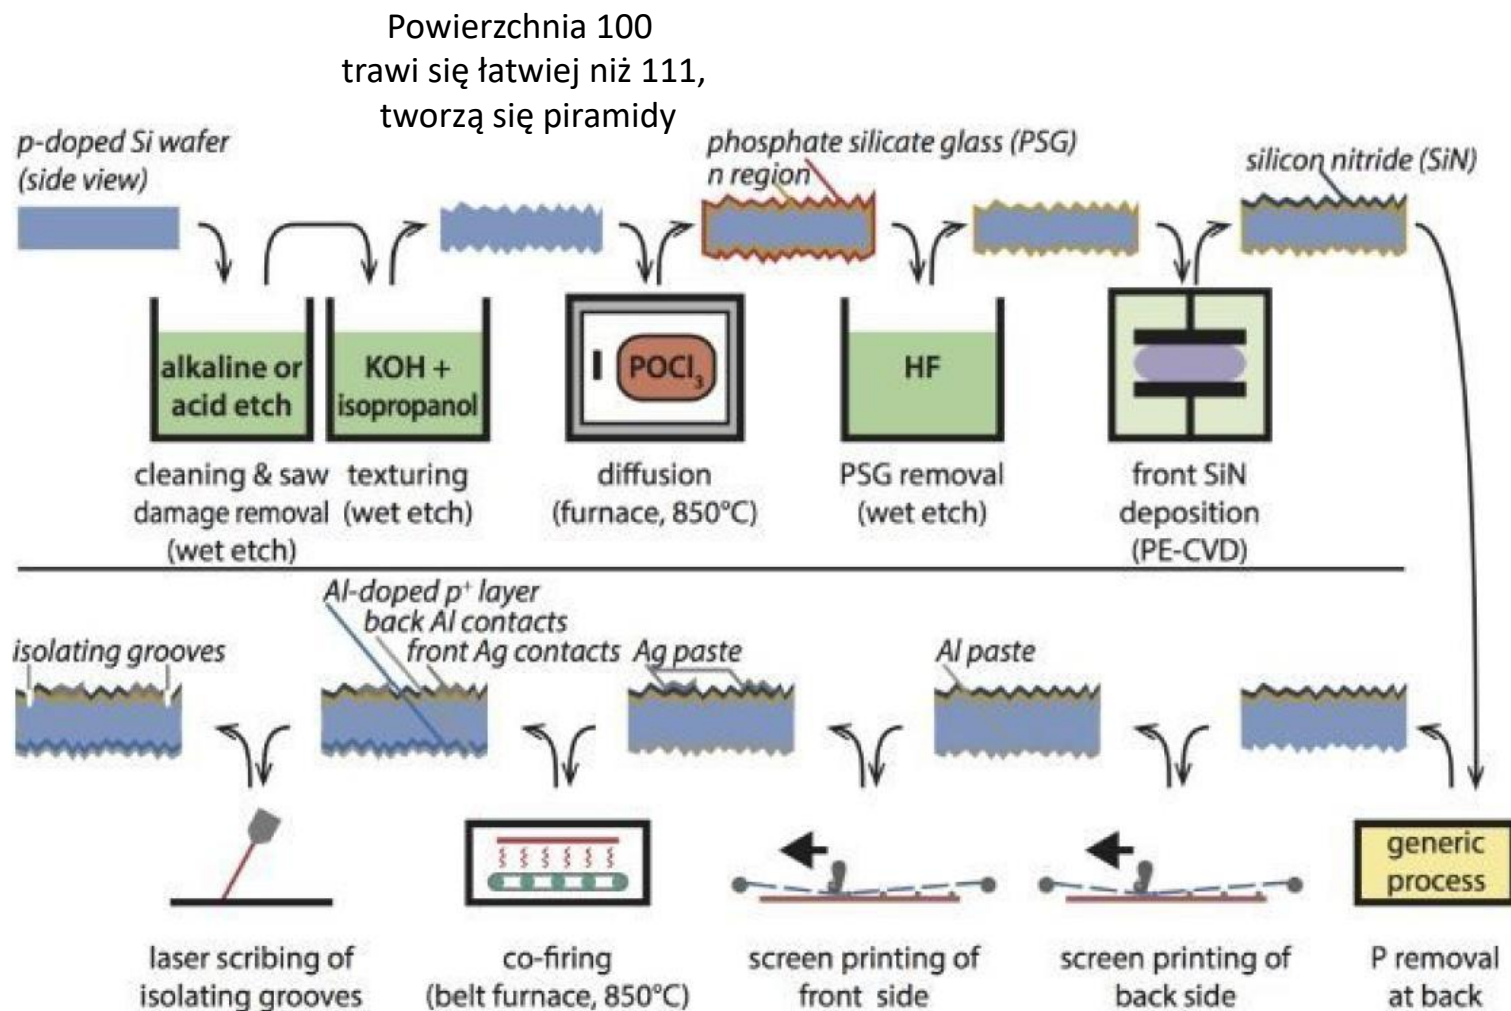 Powierzchnia 100
trawi się łatwiej niż 111,
tworzą się piramidy
p-doped Si wafer
(side view)
phosphate silicate glass (PSG)
n region
silicon nitride (SiN)
alkaline or
acid etch
KOH +
isopropanol
POCl₃
HF
cleaning & saw
damage removal
(wet etch)
texturing
(wet etch)
diffusion
(furnace, 850°C)
PSG removal
(wet etch)
front SiN
deposition
(PE-CVD)
Al-doped p⁺ layer
back Al contacts
isolating grooves
front Ag contacts
Ag paste
Al paste
generic
process
laser scribing of
isolating grooves
co-firing
(belt furnace, 850°C)
screen printing of
front side
screen printing of
back side
P removal
at back